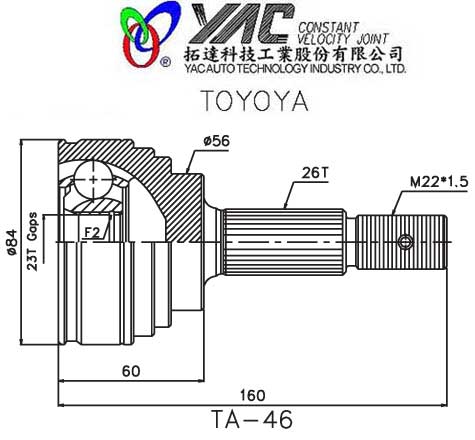 YAC CONSTANT
VELOCITY JOINT
®
拓達科技工業股份有限公司
YAC AUTO TECHNOLOGY INDUSTRY CO., LTD.
TOYOYA
ø56
26T
M22*1.5
ø84
23T Gaps
F2
60
160
TA-46